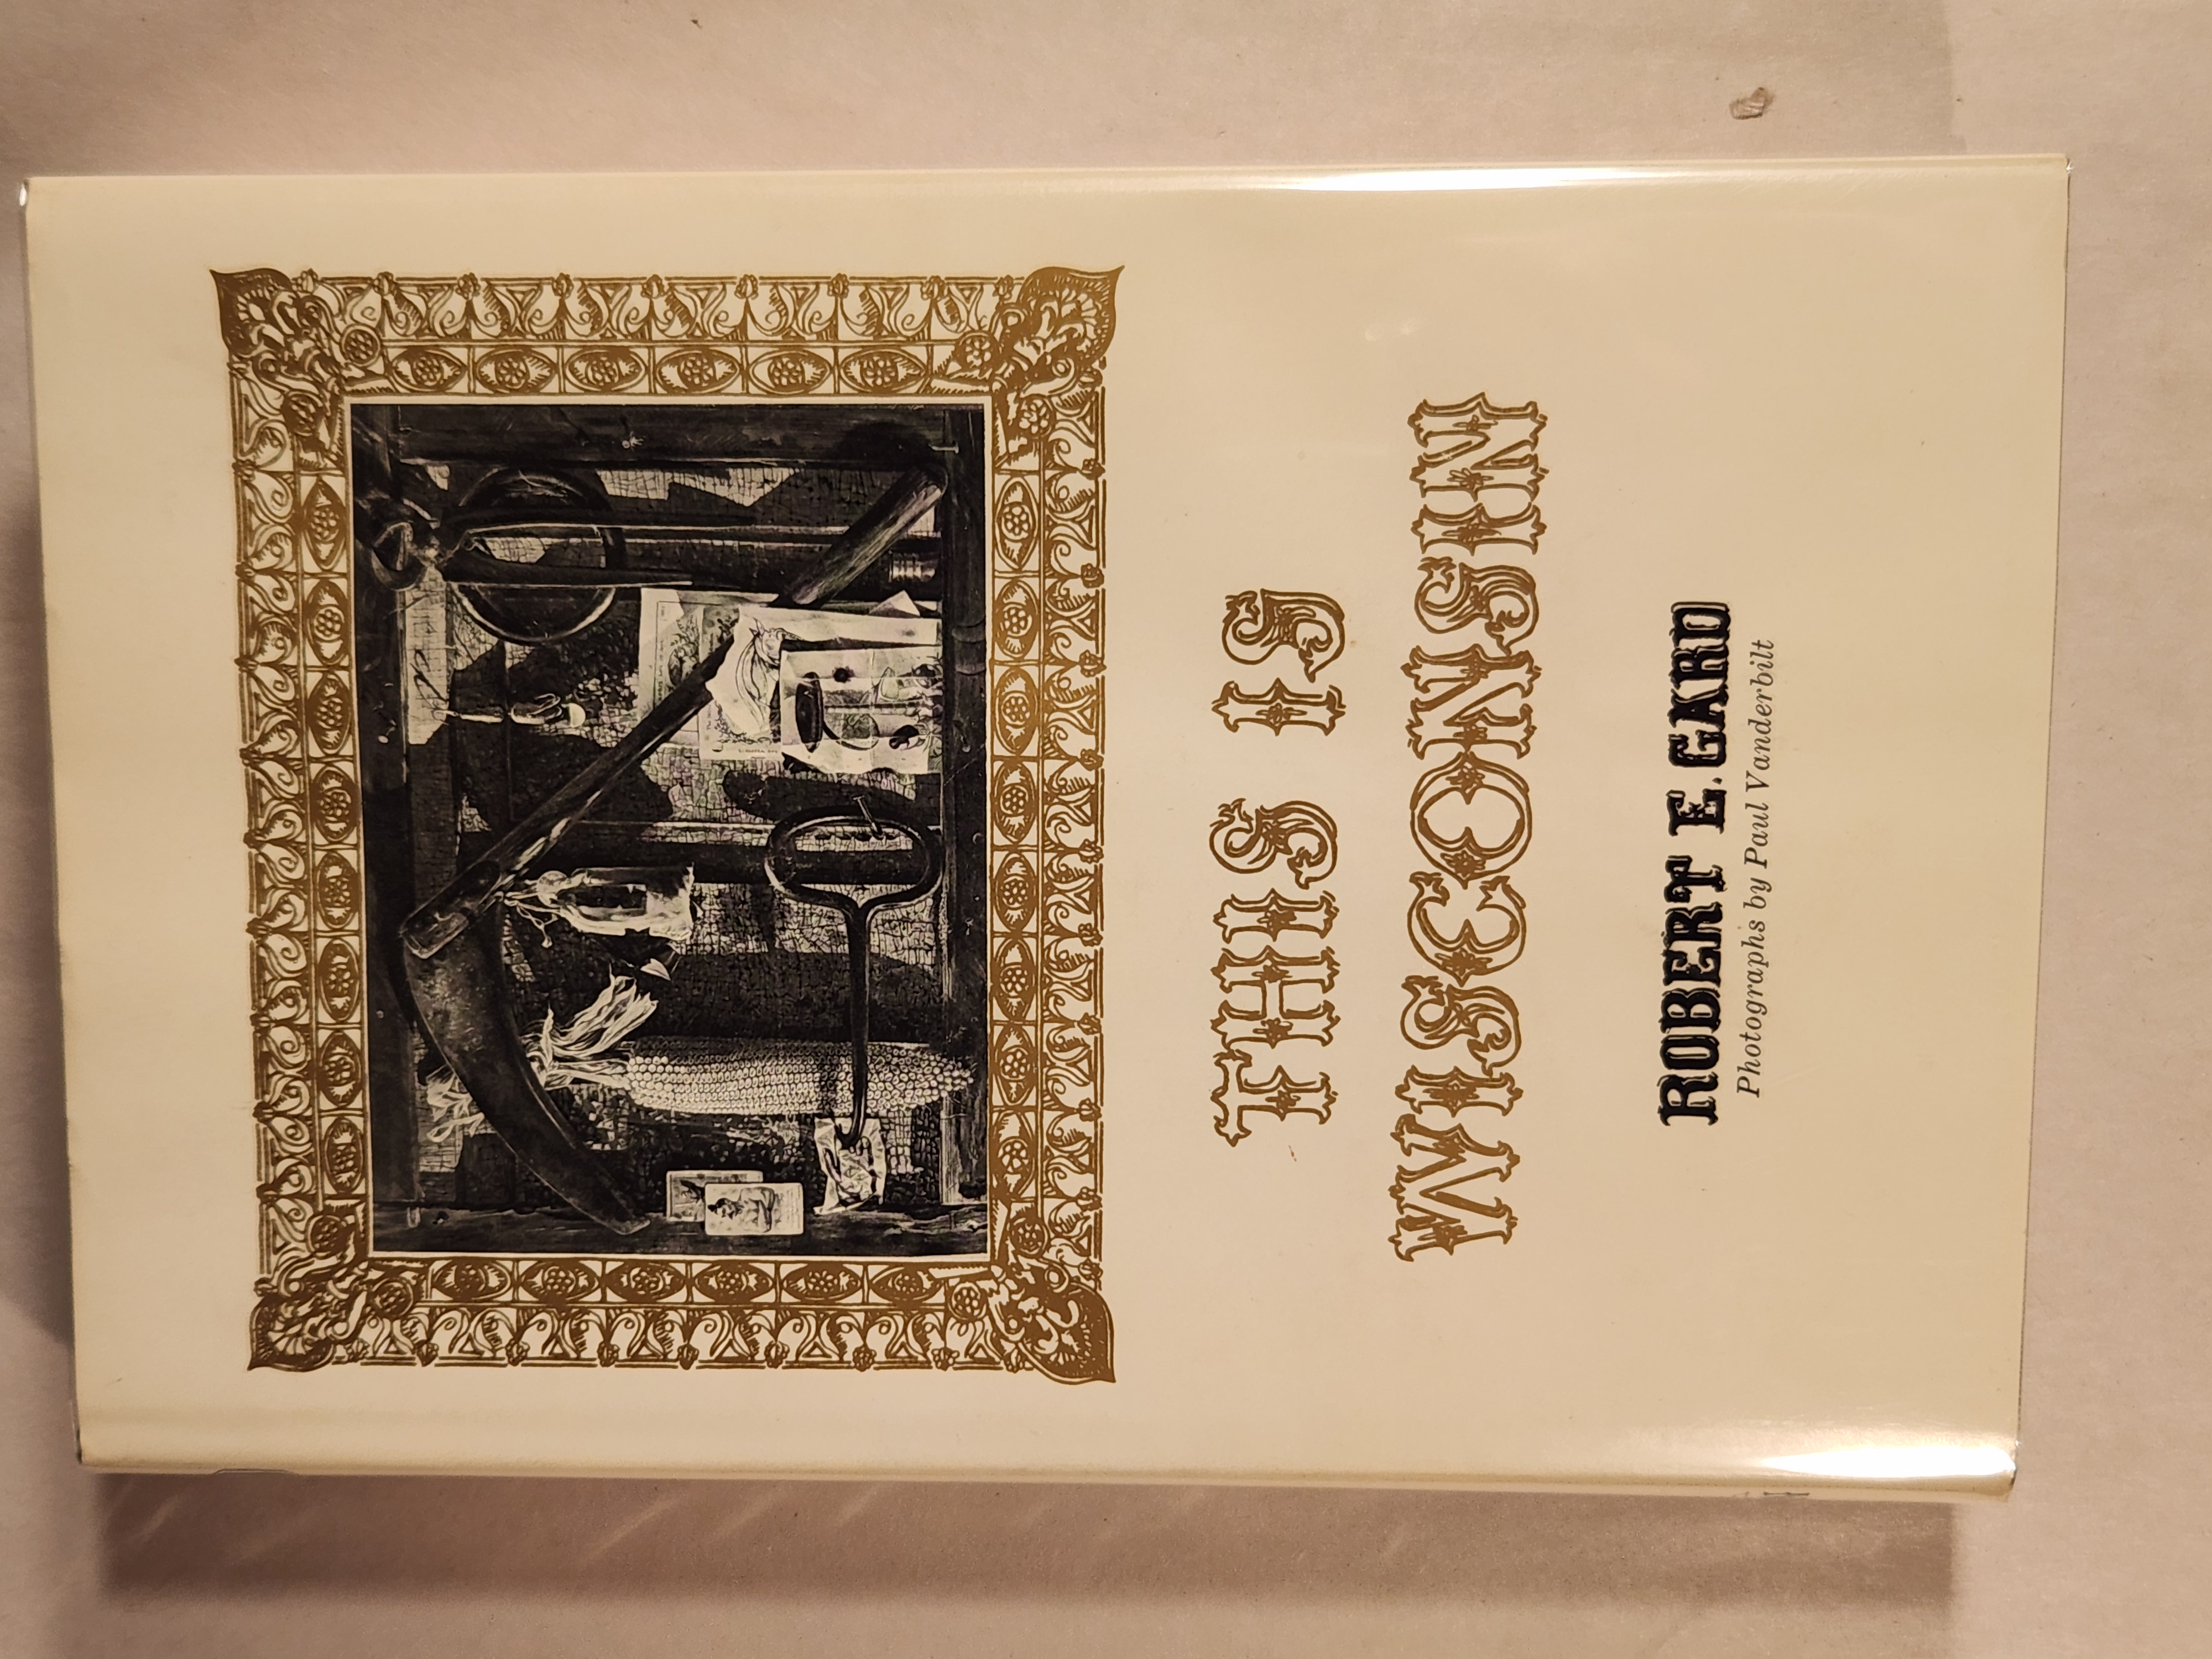 THIS IS
WISCONSIN
ROBERT E. GARD
Photographs by Paul Vanderbilt